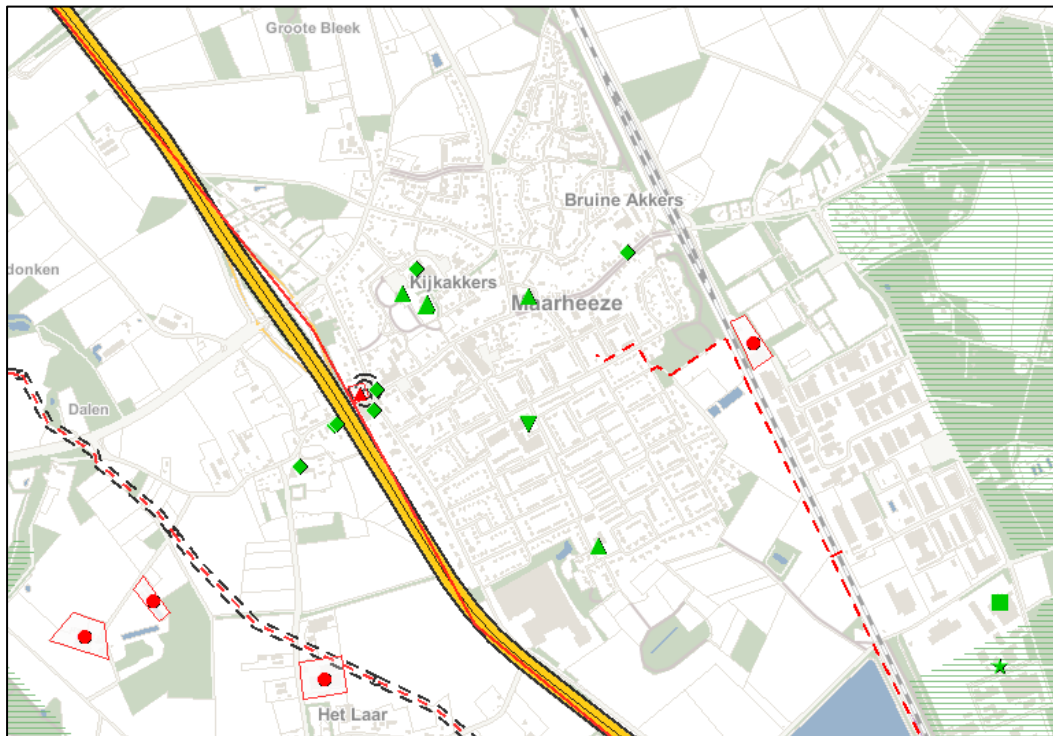 Groote Bleek
Bruine Akkers
donken
Kijkakkers
Maarheeze
Dalen
Het Laar